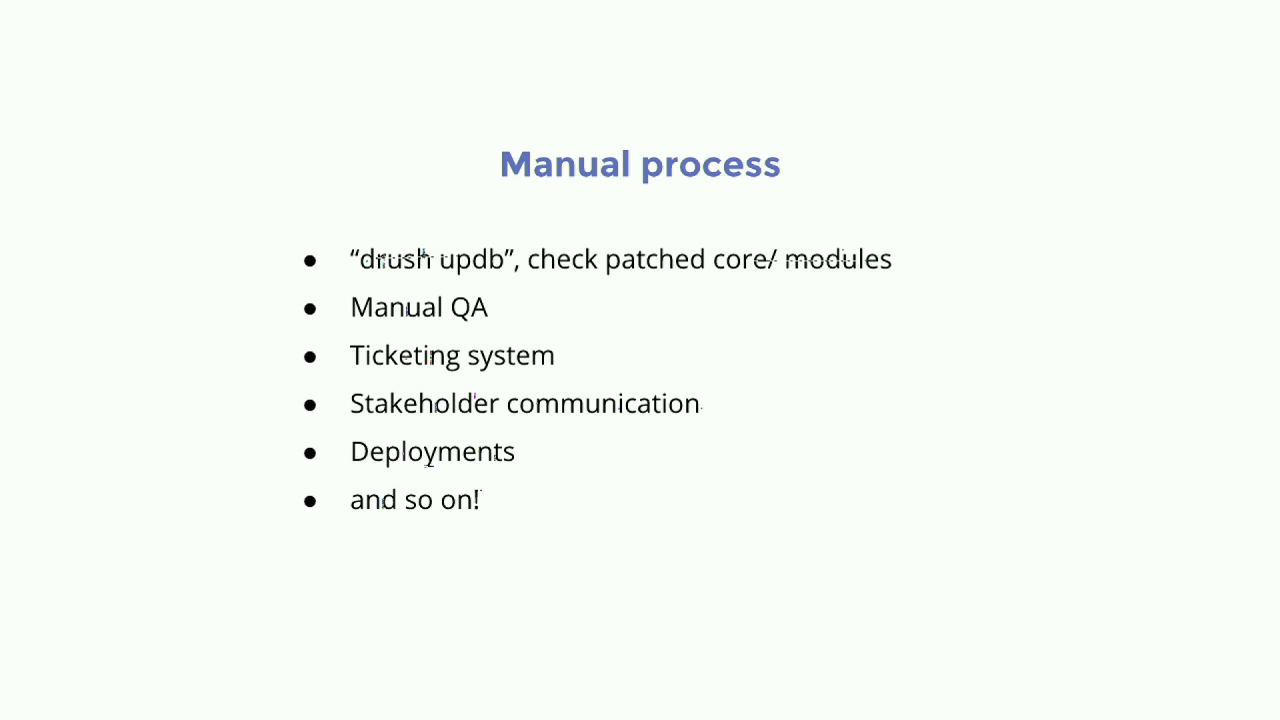 Manual process
● “drush updb”, check patched core/ modules
● Manual QA
● Ticketing system
● Stakeholder communication
● Deployments
● and so on!